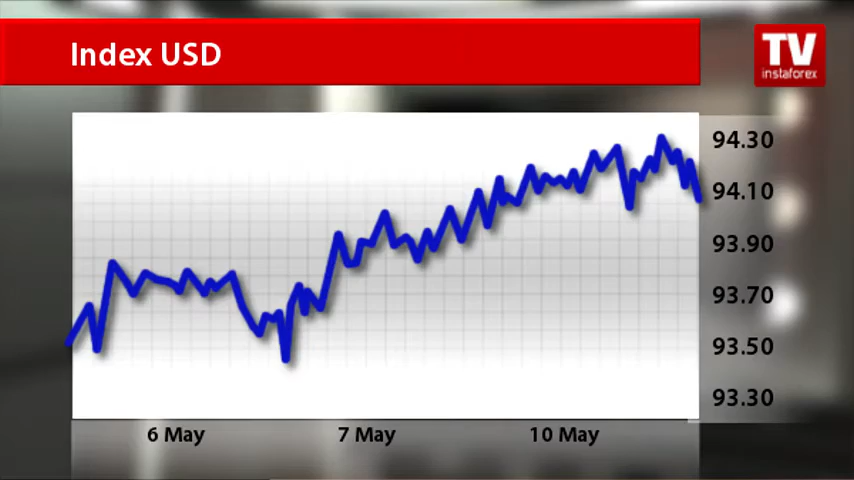 Index USD
TV
instaforex
94.30
94.10
93.90
93.70
93.50
93.30
6 May
7 May
10 May